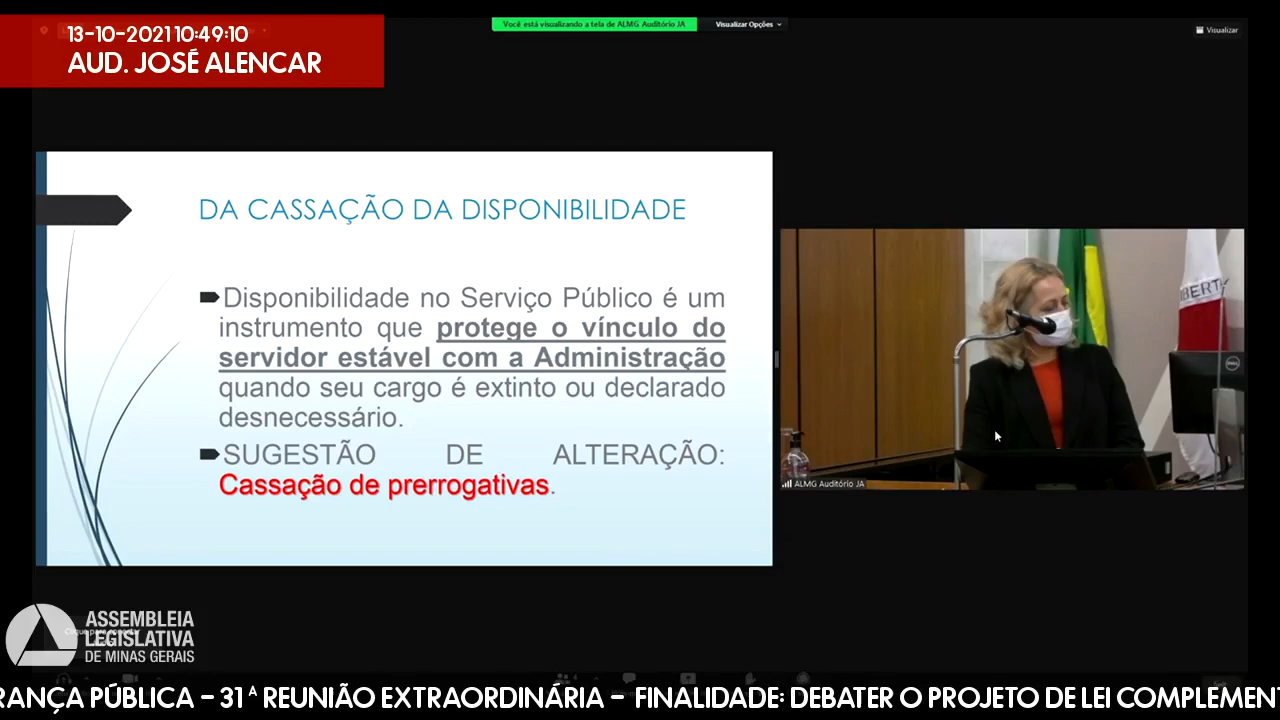 13-10-2021 10:49:10
AUD. JOSÉ ALENCAR
Você está visualizando a tela de ALMG Auditório JA
Visualizar Opções
Visualizar
DA CASSAÇÃO DA DISPONIBILIDADE
Disponibilidade no Serviço Público é um
instrumento que protege o vínculo do
servidor estável com a Administração
quando seu cargo é extinto ou declarado
desnecessário.
SUGESTÃO DE ALTERAÇÃO:
Cassação de prerrogativas.
DELL
ALMG Auditório JA
ASSEMBLEIA
LEGISLATIVA
DE MINAS GERAIS
RANÇA PÚBLICA – 31ª REUNIÃO EXTRAORDINÁRIA – FINALIDADE: DEBATER O PROJETO DE LEI COMPLEMENT